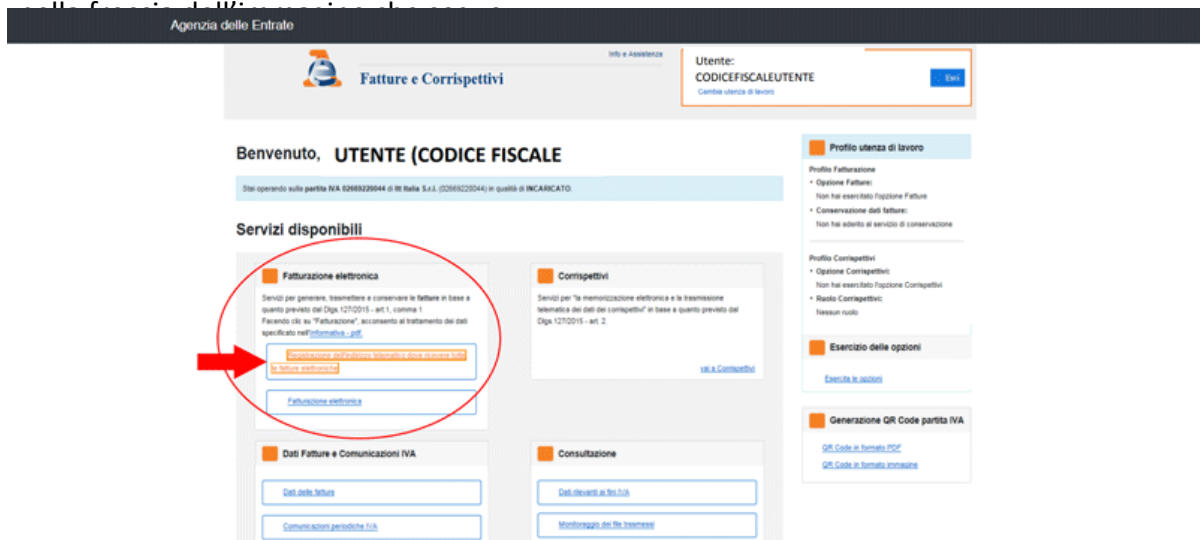 nella freccia dell'immagine che segue
Agenzia delle Entrate
Info e Assistenza
Fatture e Corrispettivi
Utente:
CODICEFISCALEUTENTE
Cambia utenza di lavoro
Esci
Benvenuto, UTENTE (CODICE FISCALE
Stai operando sulla partita IVA 02669220044 di Itt Italia S.r.l. (02669220044) in qualità di INCARICATO.
Servizi disponibili
Fatturazione elettronica
Servizi per generare, trasmettere e conservare le fatture in base a
quanto previsto dal Dlgs.127/2015 - art.1, comma 1
Facendo clic su "Fatturazione", acconsento al trattamento dei dati
specificato nell'informativa - pdf.
Registrazione dell'indirizzo telematico dove ricevere tutte
le fatture elettroniche
Fatturazione elettronica
Corrispettivi
Servizi per "la memorizzazione elettronica e la trasmissione
telematica dei dati dei corrispettivi" in base a quanto previsto dal
Dlgs.127/2015 - art. 2.
vai a Corrispettivi
Dati Fatture e Comunicazioni IVA
Dati delle fatture
Comunicazioni periodiche IVA
Consultazione
Dati rilevanti ai fini IVA
Monitoraggio dei file trasmessi
Profilo utenza di lavoro
Profilo Fatturazione
• Opzione Fatture:
Non hai esercitato l'opzione Fatture
• Conservazione dati fatture:
Non hai aderito al servizio di conservazione
Profilo Corrispettivi
• Opzione Corrispettivi:
Non hai esercitato l'opzione Corrispettivi
• Ruolo Corrispettivi:
Nessun ruolo
Esercizio delle opzioni
Esercita le opzioni
Generazione QR Code partita IVA
QR Code in formato PDF
QR Code in formato immagine